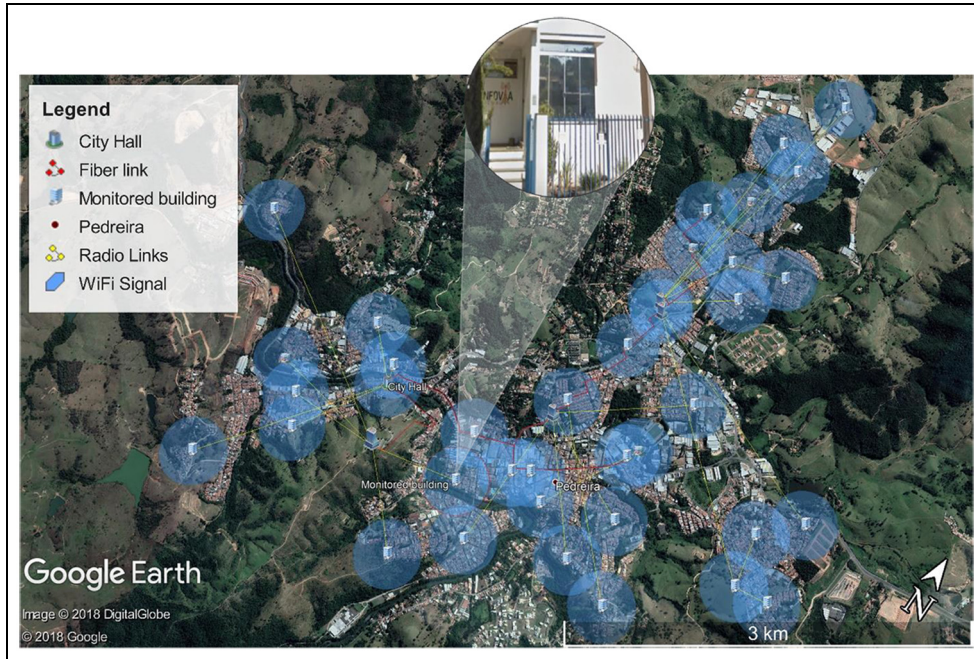 Legend
City Hall
Fiber link
Monitored building
Pedreira
Radio Links
WiFi Signal
City Hall
Monitored building
Pedreira
Google Earth
Image © 2018 DigitalGlobe
© 2018 Google
3 km
N